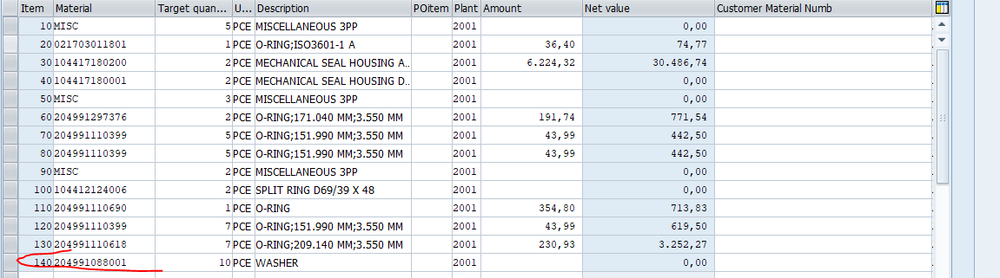 Item Material Target quan... U... Description POitem Plant Amount Net value Customer Material Numb
10 MISC 5 PCE MISCELLANEOUS 3PP 2001 0,00
20 021703011801 1 PCE O-RING;ISO3601-1 A 2001 36,40 74,77
30 104417180200 2 PCE MECHANICAL SEAL HOUSING A.. 2001 6.224,32 30.486,74
40 104417180001 2 PCE MECHANICAL SEAL HOUSING D.. 2001 0,00
50 MISC 3 PCE MISCELLANEOUS 3PP 2001 0,00
60 204991297376 2 PCE O-RING;171.040 MM;3.550 MM 2001 191,74 771,54
70 204991110399 5 PCE O-RING;151.990 MM;3.550 MM 2001 43,99 442,50
80 204991110399 5 PCE O-RING;151.990 MM;3.550 MM 2001 43,99 442,50
90 MISC 2 PCE MISCELLANEOUS 3PP 2001 0,00
100 104412124006 2 PCE SPLIT RING D69/39 X 48 2001 0,00
110 204991110690 1 PCE O-RING 2001 354,80 713,83
120 204991110399 7 PCE O-RING;151.990 MM;3.550 MM 2001 43,99 619,50
130 204991110618 7 PCE O-RING;209.140 MM;3.550 MM 2001 230,93 3.252,27
140 204991088001 10 PCE WASHER 2001 0,00